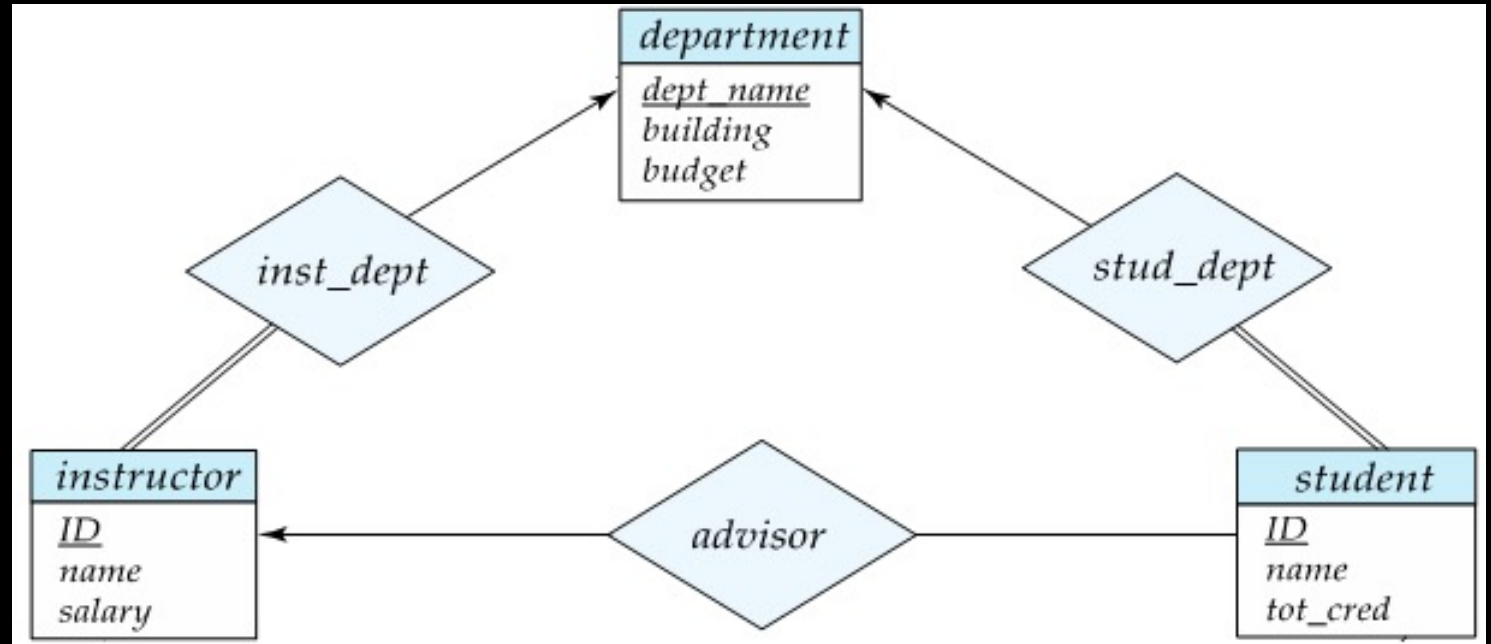 department
dept_name
building
budget
inst_dept
stud_dept
instructor
ID
name
salary
advisor
student
ID
name
tot_cred